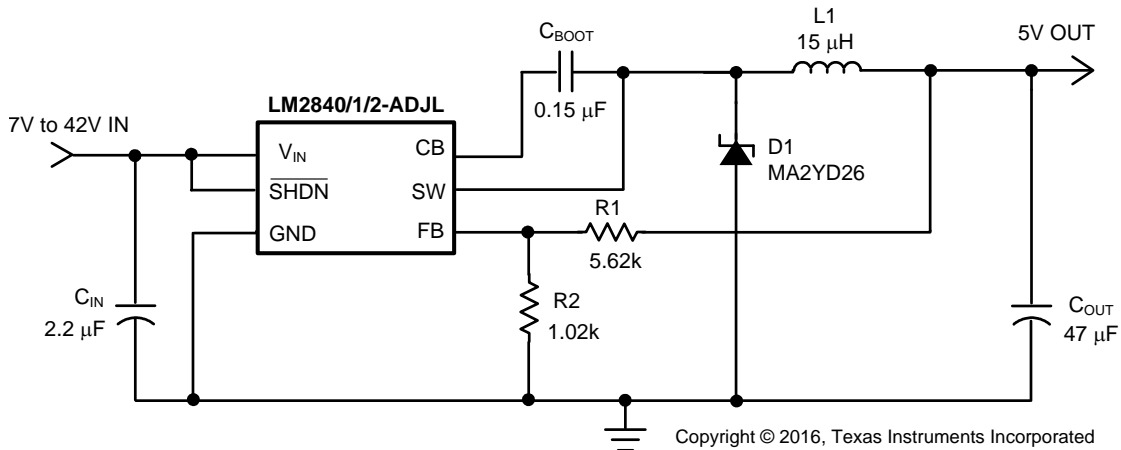 L1
15 μH
5V OUT
CBOOT
0.15 μF
LM2840/1/2-ADJL
7V to 42V IN
VIN
SHDN
GND
CB
SW
FB
D1
MA2YD26
R1
5.62k
R2
1.02k
CIN
2.2 μF
COUT
47 μF
Copyright © 2016, Texas Instruments Incorporated